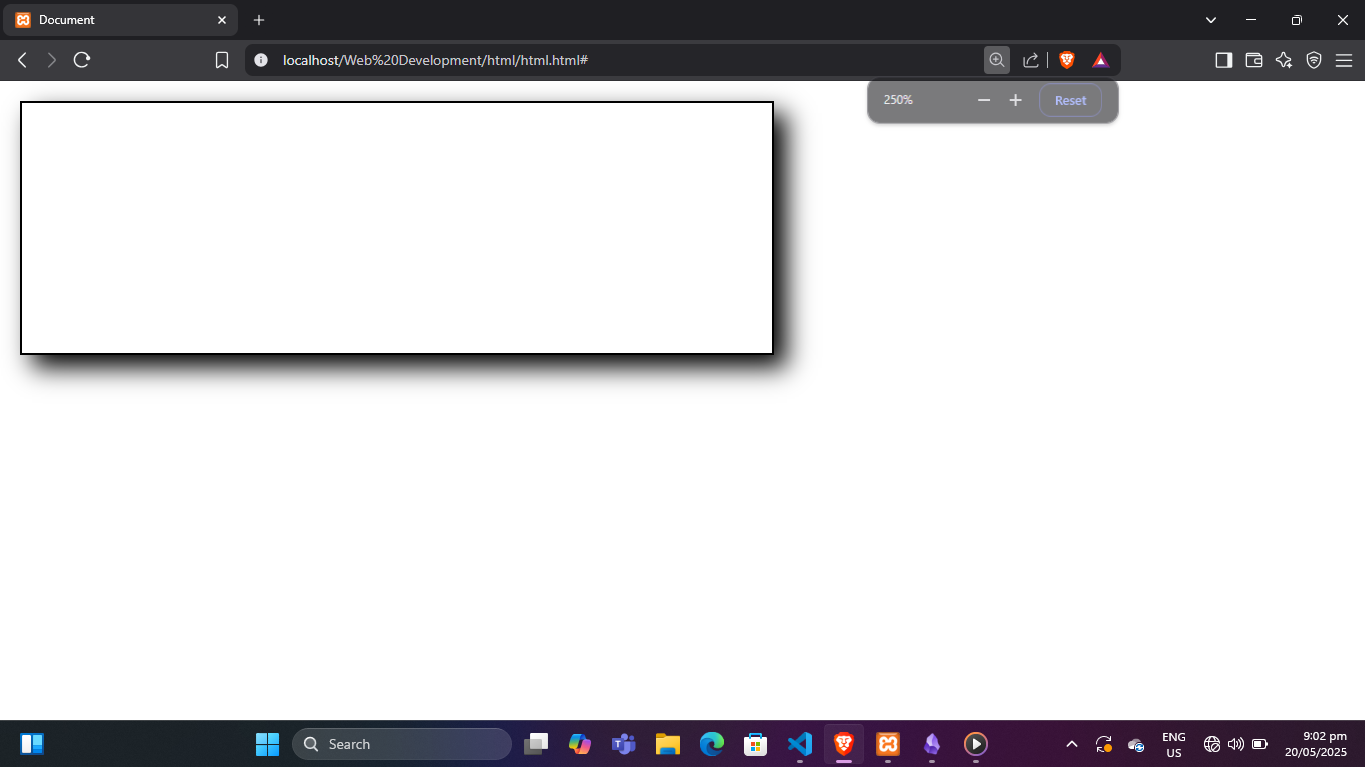 Document
localhost/Web%20Development/html/html.html#
250%
Reset
Search
ENG
US
9:02 pm
20/05/2025